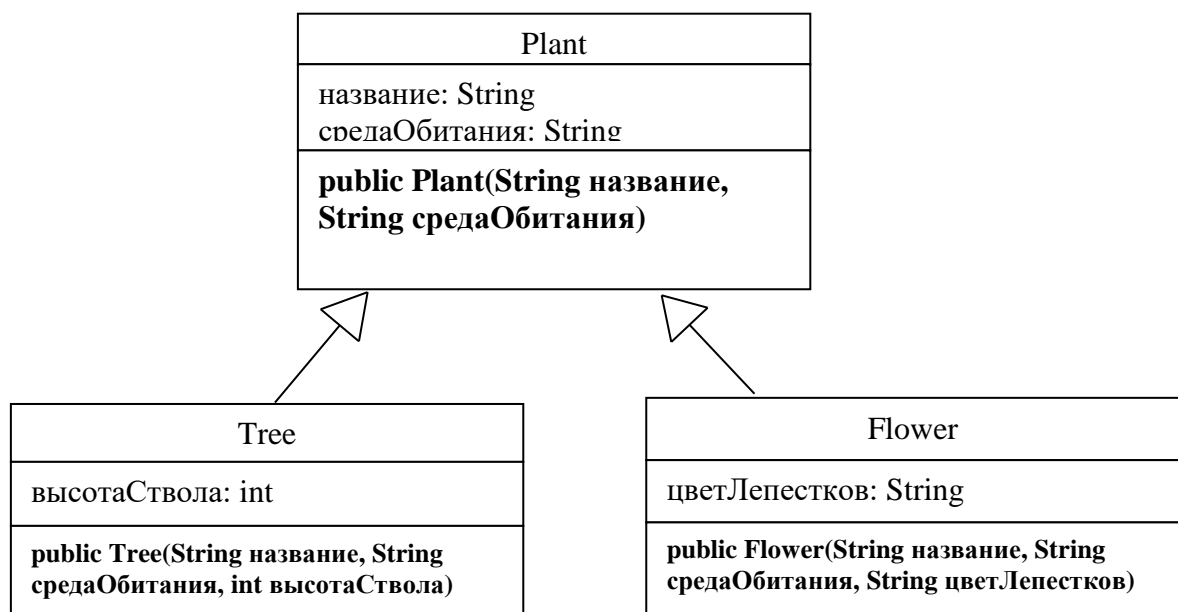 Plant
название: String
средаОбитания: String
public Plant(String название,
String средаОбитания)
Tree
высотаСтвола: int
public Tree(String название, String
средаОбитания, int высотаСтвола)
Flower
цветЛепестков: String
public Flower(String название, String
средаОбитания, String цветЛепестков)